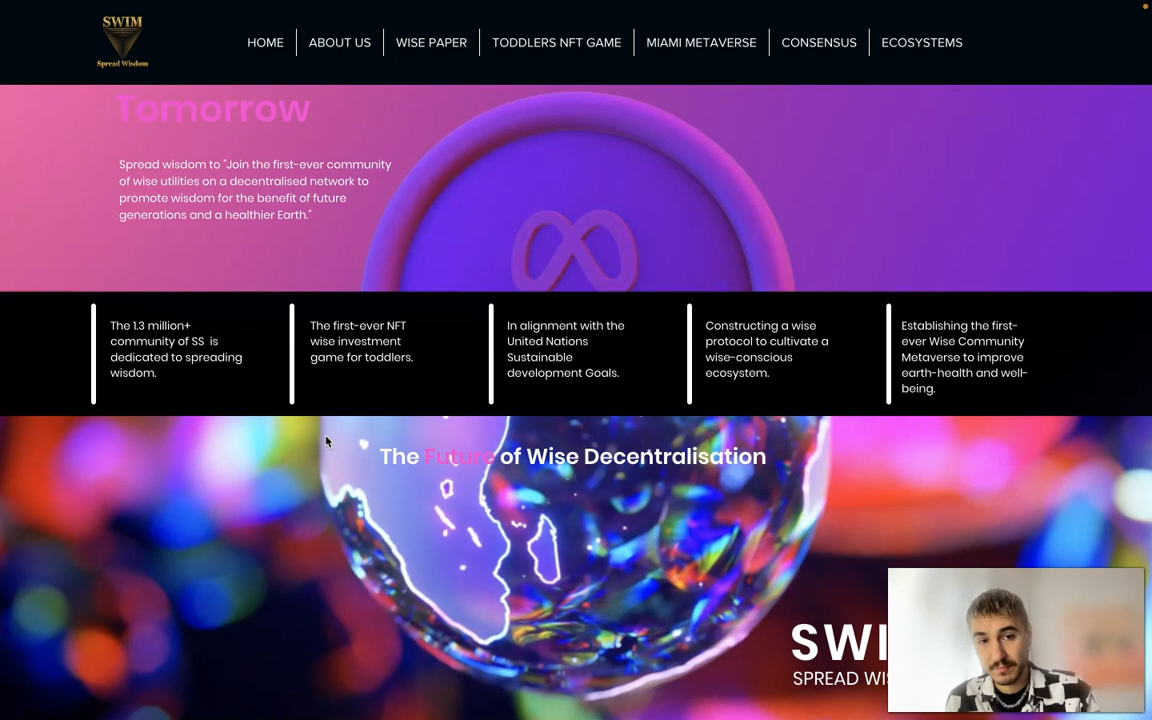 SWIM
Spread Wisdom
HOME
ABOUT US
WISE PAPER
TODDLERS NFT GAME
MIAMI METAVERSE
CONSENSUS
ECOSYSTEMS
Tomorrow
Spread wisdom to "Join the first-ever community
of wise utilities on a decentralised network to
promote wisdom for the benefit of future
generations and a healthier Earth."
The 1.3 million+
community of SS is
dedicated to spreading
wisdom.
The first-ever NFT
wise investment
game for toddlers.
In alignment with the
United Nations
Sustainable
development Goals.
Constructing a wise
protocol to cultivate a
wise-conscious
ecosystem.
Establishing the first-
ever Wise Community
Metaverse to improve
earth-health and well-
being.
The Future of Wise Decentralisation
SWI
SPREAD WIS